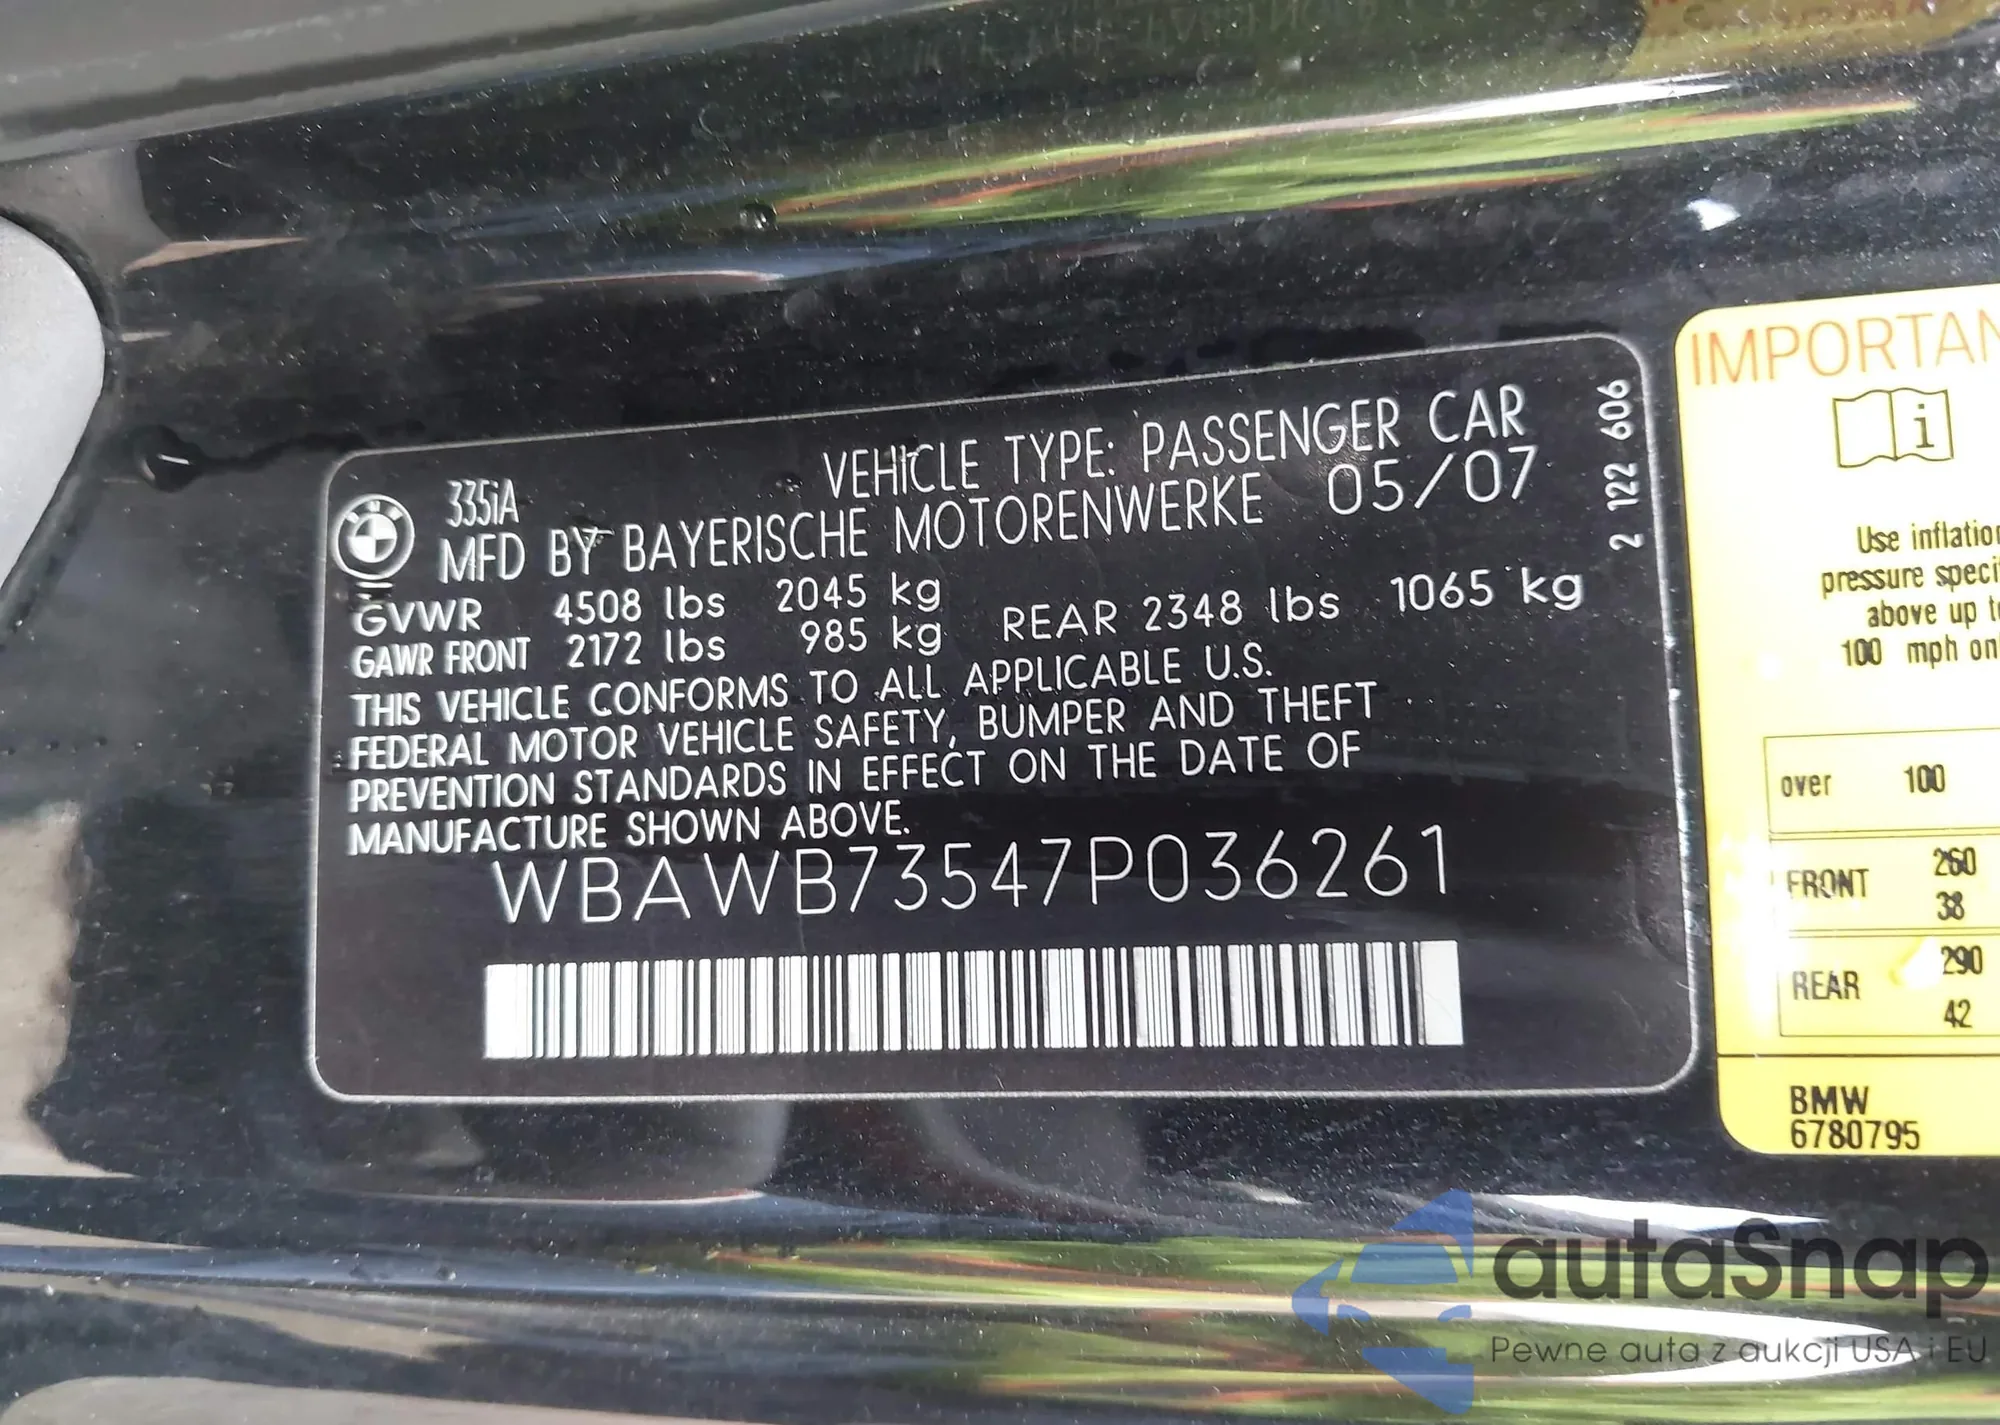 335iA
VEHICLE TYPE: PASSENGER CAR
MFD BY BAYERISCHE MOTORENWERKE 05/07
GVWR 4508 lbs 2045 kg
GAWR FRONT 2172 lbs 985 kg REAR 2348 lbs 1065 kg
THIS VEHICLE CONFORMS TO ALL APPLICABLE U.S.
FEDERAL MOTOR VEHICLE SAFETY, BUMPER AND THEFT
PREVENTION STANDARDS IN EFFECT ON THE DATE OF
MANUFACTURE SHOWN ABOVE.
WBAWB73547P036261
2 122 606
IMPORTAN
i
Use inflation
pressure speci
above up to
100 mph on
over 100
FRONT 260
38
REAR 290
42
BMW
6780795
autaSnap
Pewne auta z aukcji USA i EU